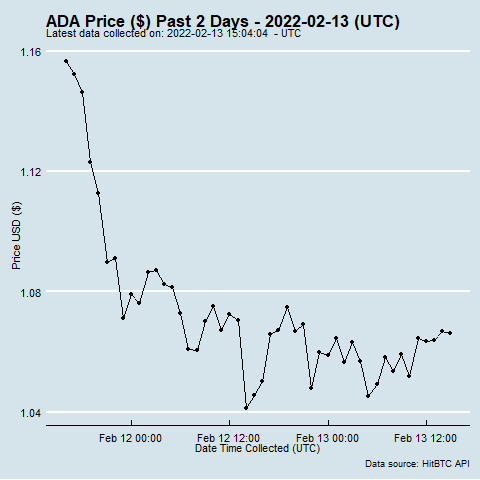 ADA Price ($) Past 2 Days - 2022-02-13 (UTC)
Latest data collected on: 2022-02-13 15:04:04 - UTC
1.16
1.12
1.08
1.04
Price USD ($)
Feb 12 00:00 Feb 12 12:00 Feb 13 00:00 Feb 13 12:00
Date Time Collected (UTC)
Data source: HitBTC API